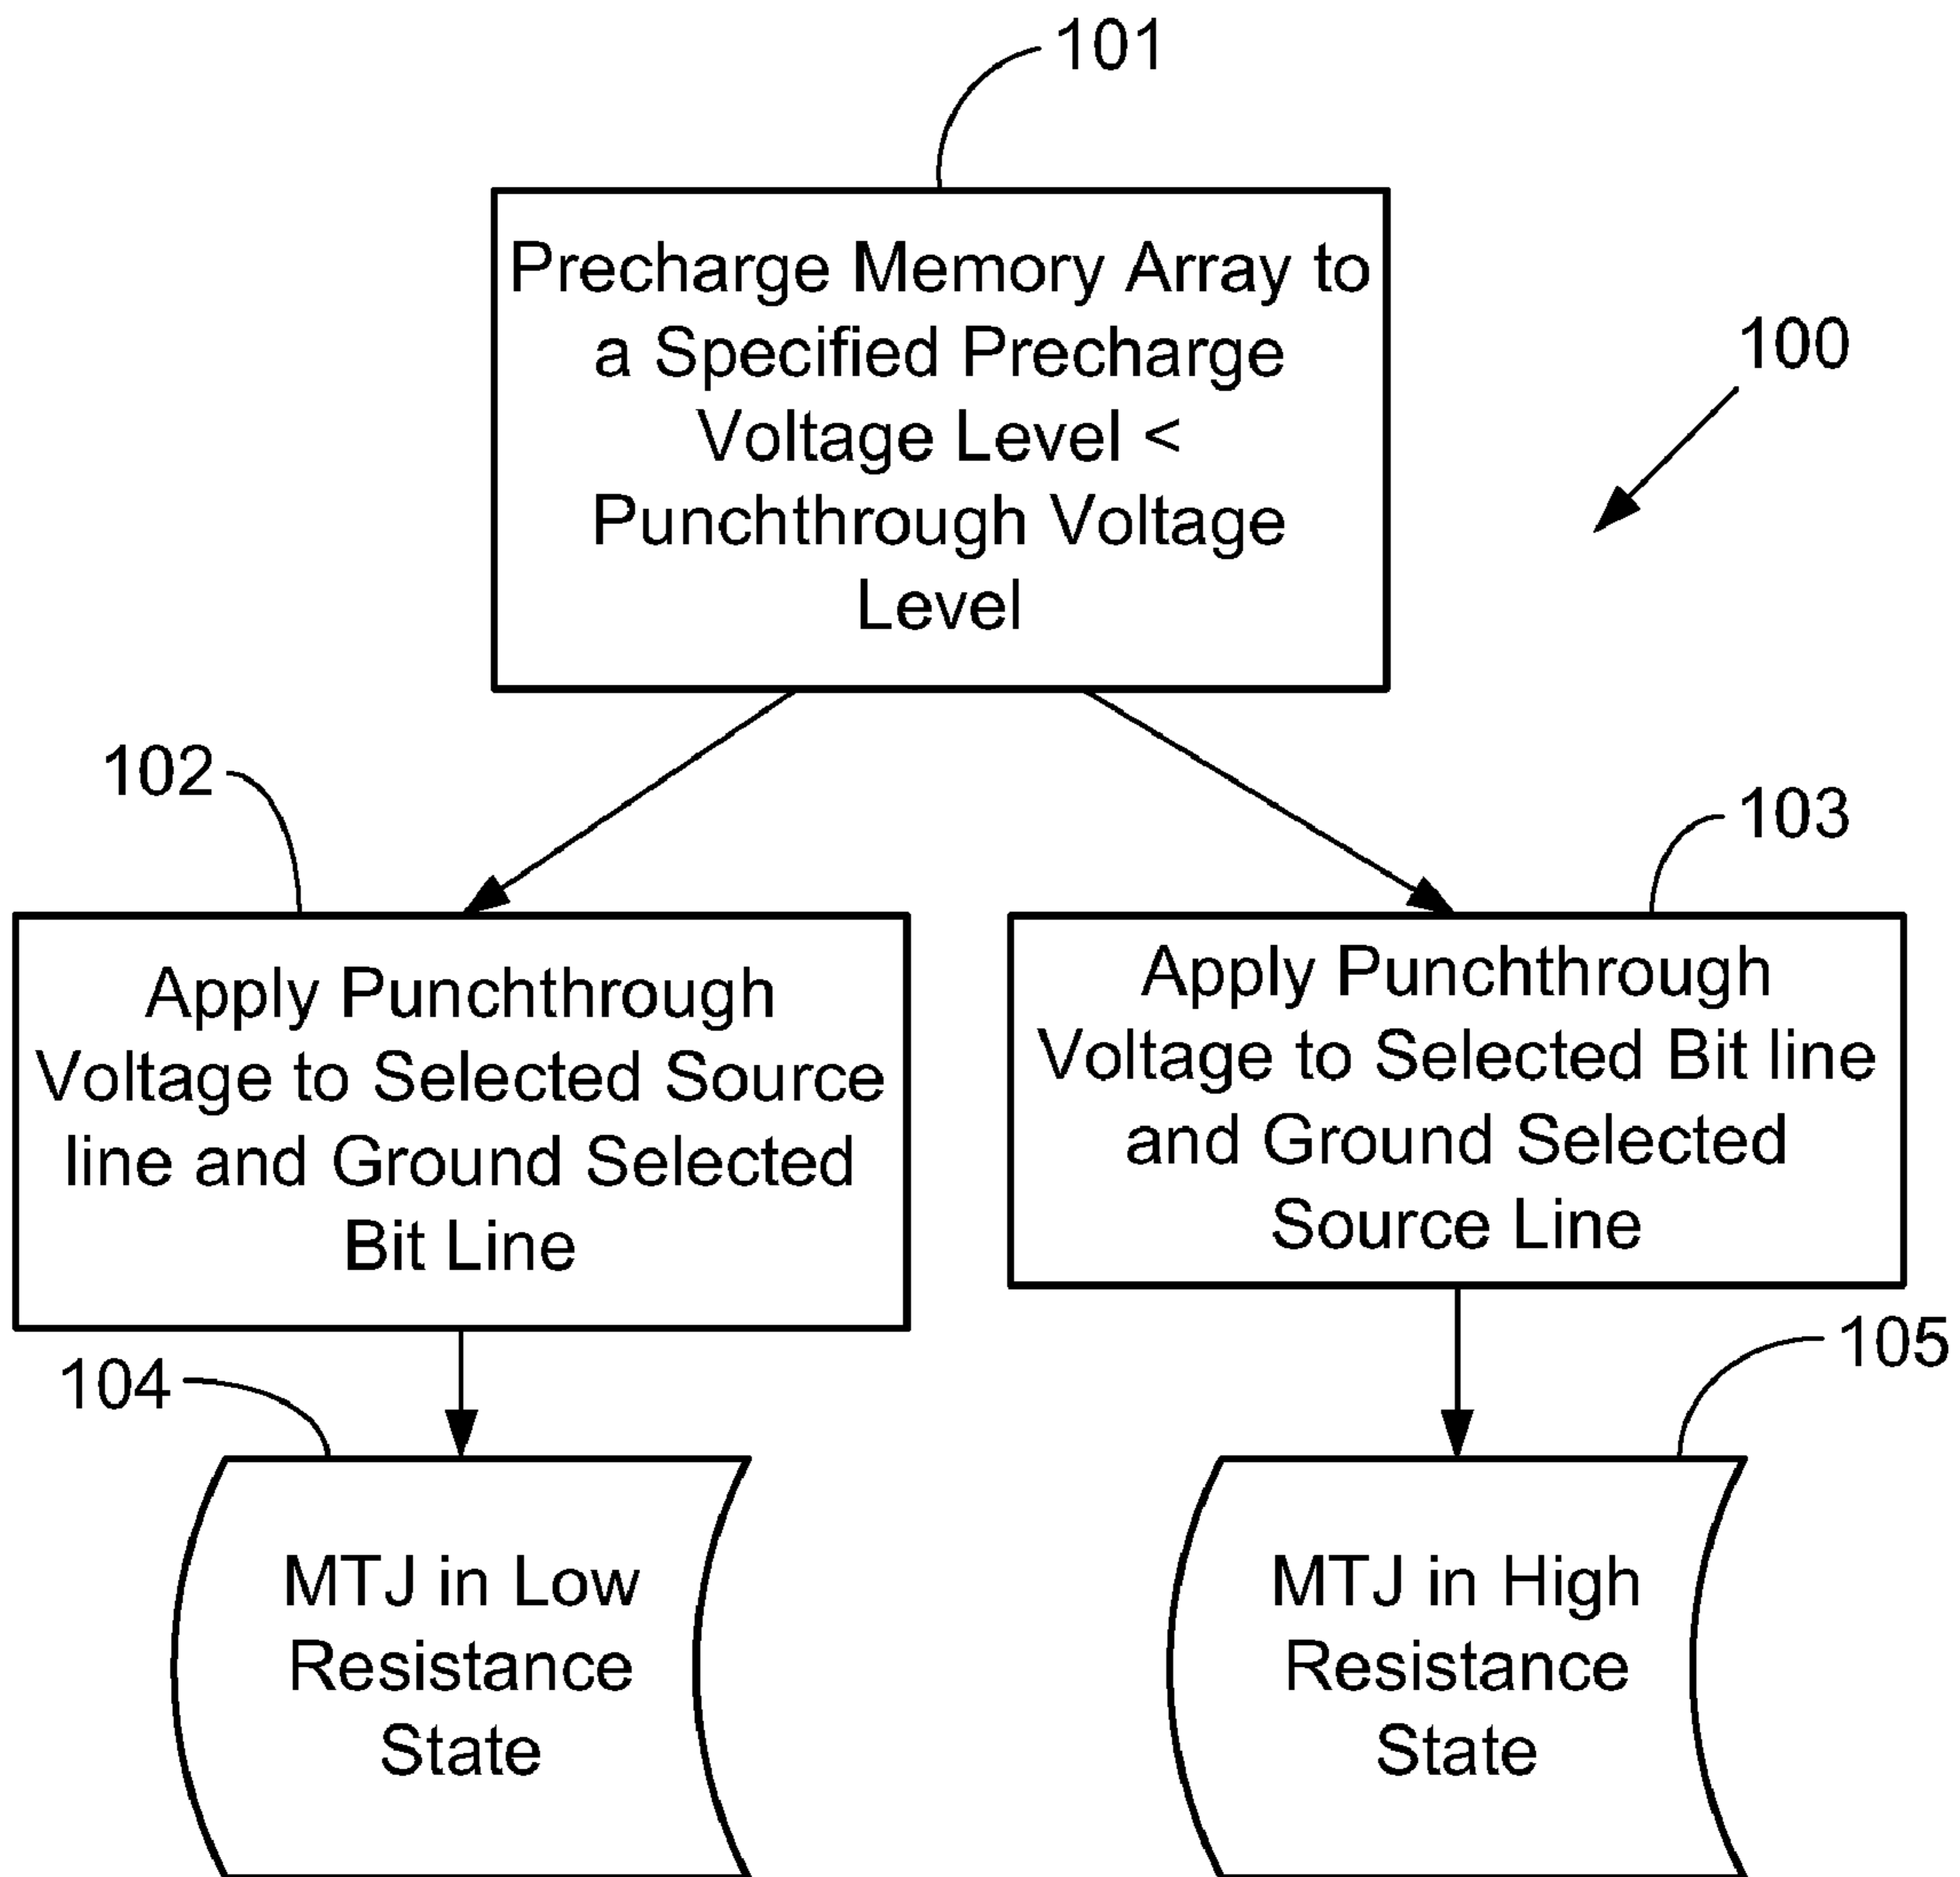 101
Precharge Memory Array to
a Specified Precharge
Voltage Level <
Punchthrough Voltage
Level
100
102
Apply Punchthrough
Voltage to Selected Source
line and Ground Selected
Bit Line
103
Apply Punchthrough
Voltage to Selected Bit line
and Ground Selected
Source Line
104
MTJ in Low
Resistance
State
105
MTJ in High
Resistance
State